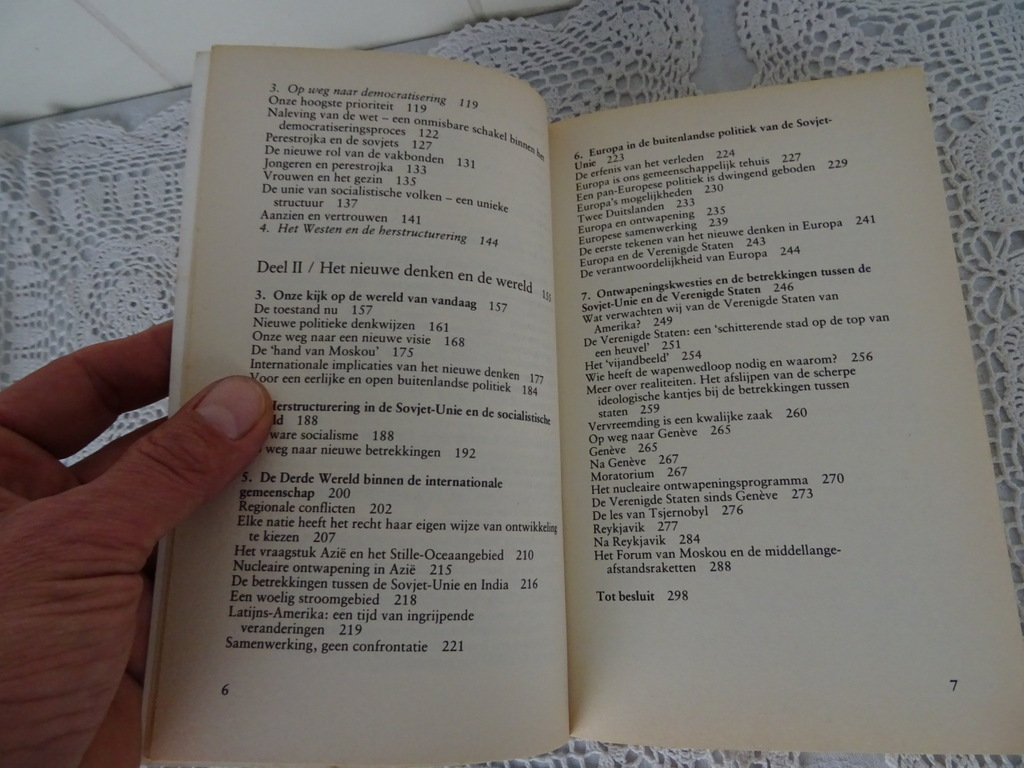 3. Op weg naar democratisering 119
Onze hoogste prioriteit 119
Naleving van de wet – een onmisbare schakel binnen het
democratiseringsproces 122
Perestrojka en de sovjets 127
De nieuwe rol van de vakbonden 131
Jongeren en perestrojka 133
Vrouwen en het gezin 135
De unie van socialistische volken – een unieke
structuur 137
Aanzien en vertrouwen 141
4. Het Westen en de herstructurering 144
Deel II / Het nieuwe denken en de wereld
3. Onze kijk op de wereld van vandaag 157
De toestand nu 157
Nieuwe politieke denkwijzen 161
Onze weg naar een nieuwe visie 168
De 'hand van Moskou' 175
Internationale implicaties van het nieuwe denken 177
Voor een eerlijke en open buitenlandse politiek 184
Herstructurering in de Sovjet-Unie en de socialistische
188
ware socialisme 188
weg naar nieuwe betrekkingen 192
5. De Derde Wereld binnen de internationale
gemeenschap 200
Regionale conflicten 202
Elke natie heeft het recht haar eigen wijze van ontwikkeling
te kiezen 207
Het vraagstuk Azië en het Stille-Oceaangebied 210
Nucleaire ontwapening in Azië 215
De betrekkingen tussen de Sovjet-Unie en India 216
Een woelig stroomgebied 218
Latijns-Amerika: een tijd van ingrijpende
veranderingen 219
Samenwerking, geen confrontatie 221
6
6. Europa in de buitenlandse politiek van de Sovjet-
Unie 223
De erfenis van het verleden 224
Europa is ons gemeenschappelijk tehuis 227
Een pan-Europese politiek is dwingend geboden 229
Europa's mogelijkheden 230
Twee Duitslanden 233
Europa en ontwapening 235
Europese samenwerking 239
De eerste tekenen van het nieuwe denken in Europa 241
Europa en de Verenigde Staten 243
De verantwoordelijkheid van Europa 244
7. Ontwapeningskwesties en de betrekkingen tussen de
Sovjet-Unie en de Verenigde Staten 246
Wat verwachten wij van de Verenigde Staten van
Amerika? 249
De Verenigde Staten: een 'schitterende stad op de top van
een heuvel' 251
Het 'vijandbeeld' 254
Wie heeft de wapenwedloop nodig en waarom? 256
Meer over realiteiten. Het afslijpen van de scherpe
ideologische kantjes bij de betrekkingen tussen
staten 259
Vervreemding is een kwalijke zaak 260
Op weg naar Genève 265
Genève 265
Na Genève 267
Moratorium 267
Het nucleaire ontwapeningsprogramma 270
De Verenigde Staten sinds Genève 273
De les van Tsjernobyl 276
Reykjavik 277
Na Reykjavik 284
Het Forum van Moskou en de middellange-
afstandsraketten 288
Tot besluit 298
7